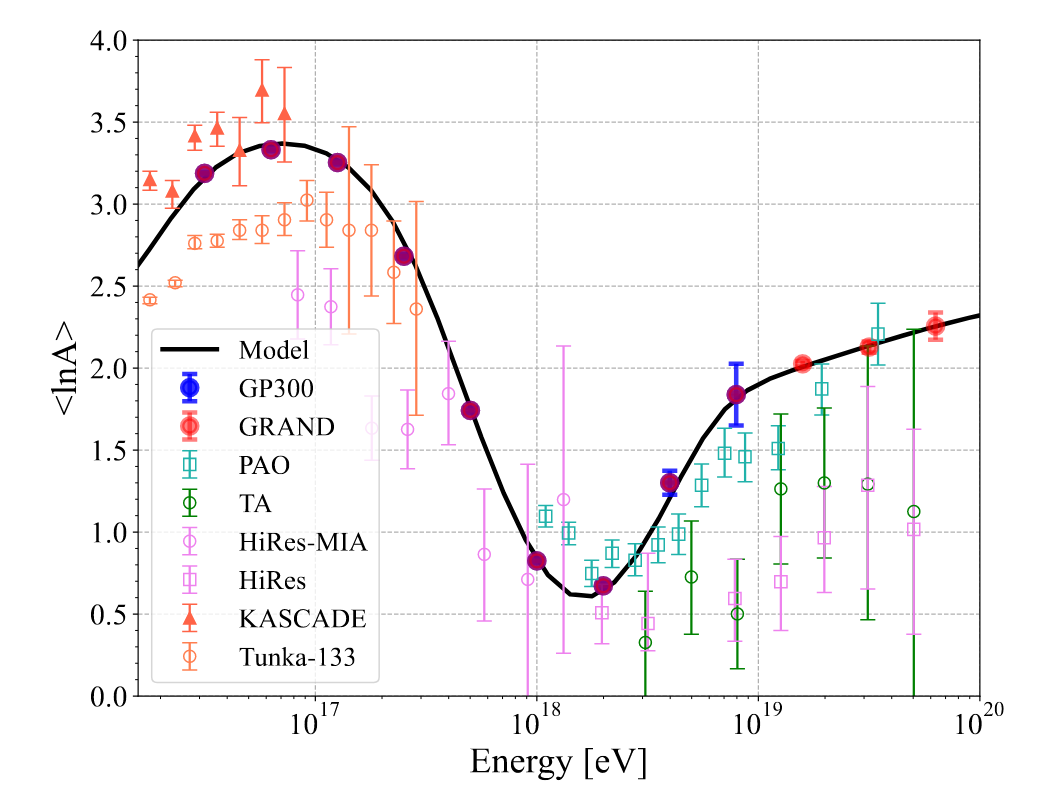 4.0
3.5
3.0
2.5
2.0
1.5
1.0
0.5
0.0
<lnA>
Model
GP300
GRAND
PAO
TA
HiRes-MIA
HiRes
KASCADE
Tunka-133
10^17 10^18 10^19 10^20
Energy [eV]